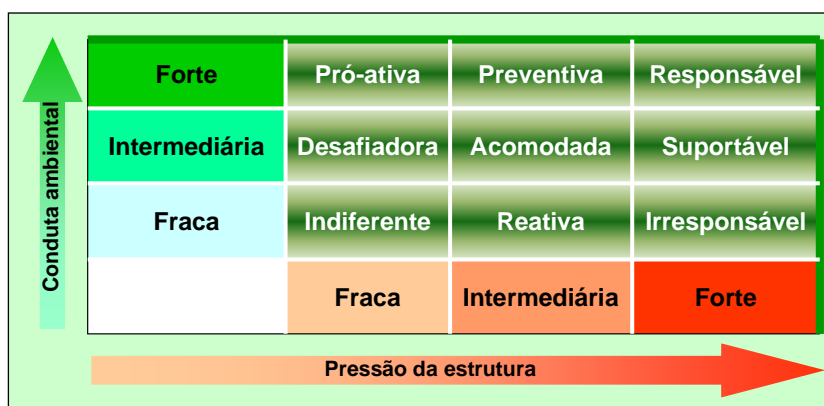 Conduta ambiental
Forte Pró-ativa Preventiva Responsável
Intermediária Desafiadora Acomodada Suportável
Fraca Indiferente Reativa Irresponsável
Fraca Intermediária Forte
Pressão da estrutura